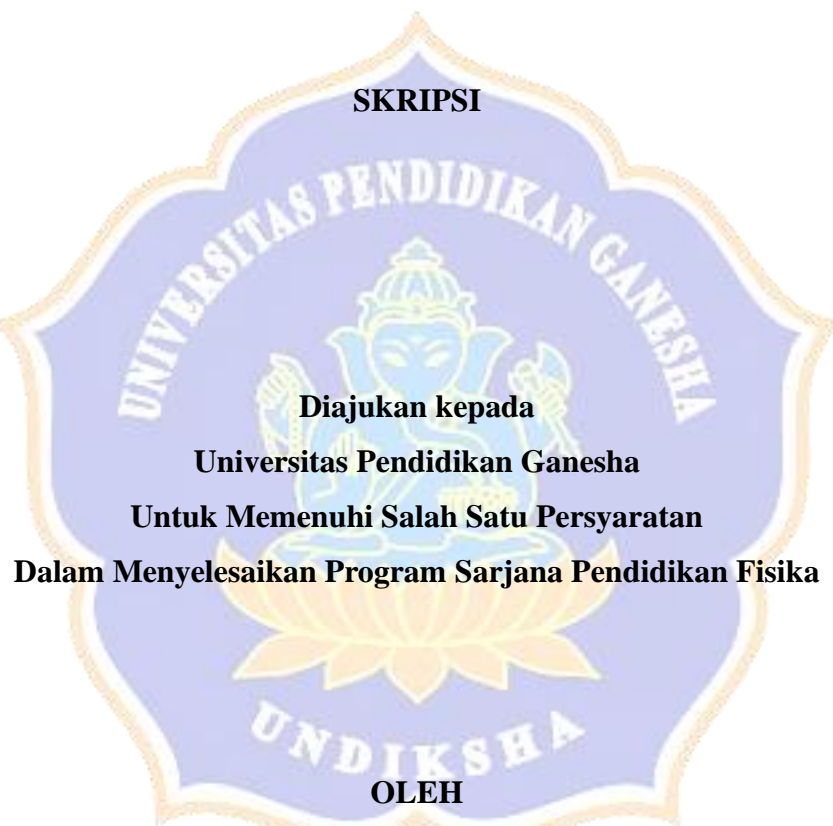 SKRIPSI
UNIVERSITAS PENDIDIKAN GANESHA
Diajukan kepada
Universitas Pendidikan Ganesha
Untuk Memenuhi Salah Satu Persyaratan
Dalam Menyelesaikan Program Sarjana Pendidikan Fisika
UNDIKSHA
OLEH